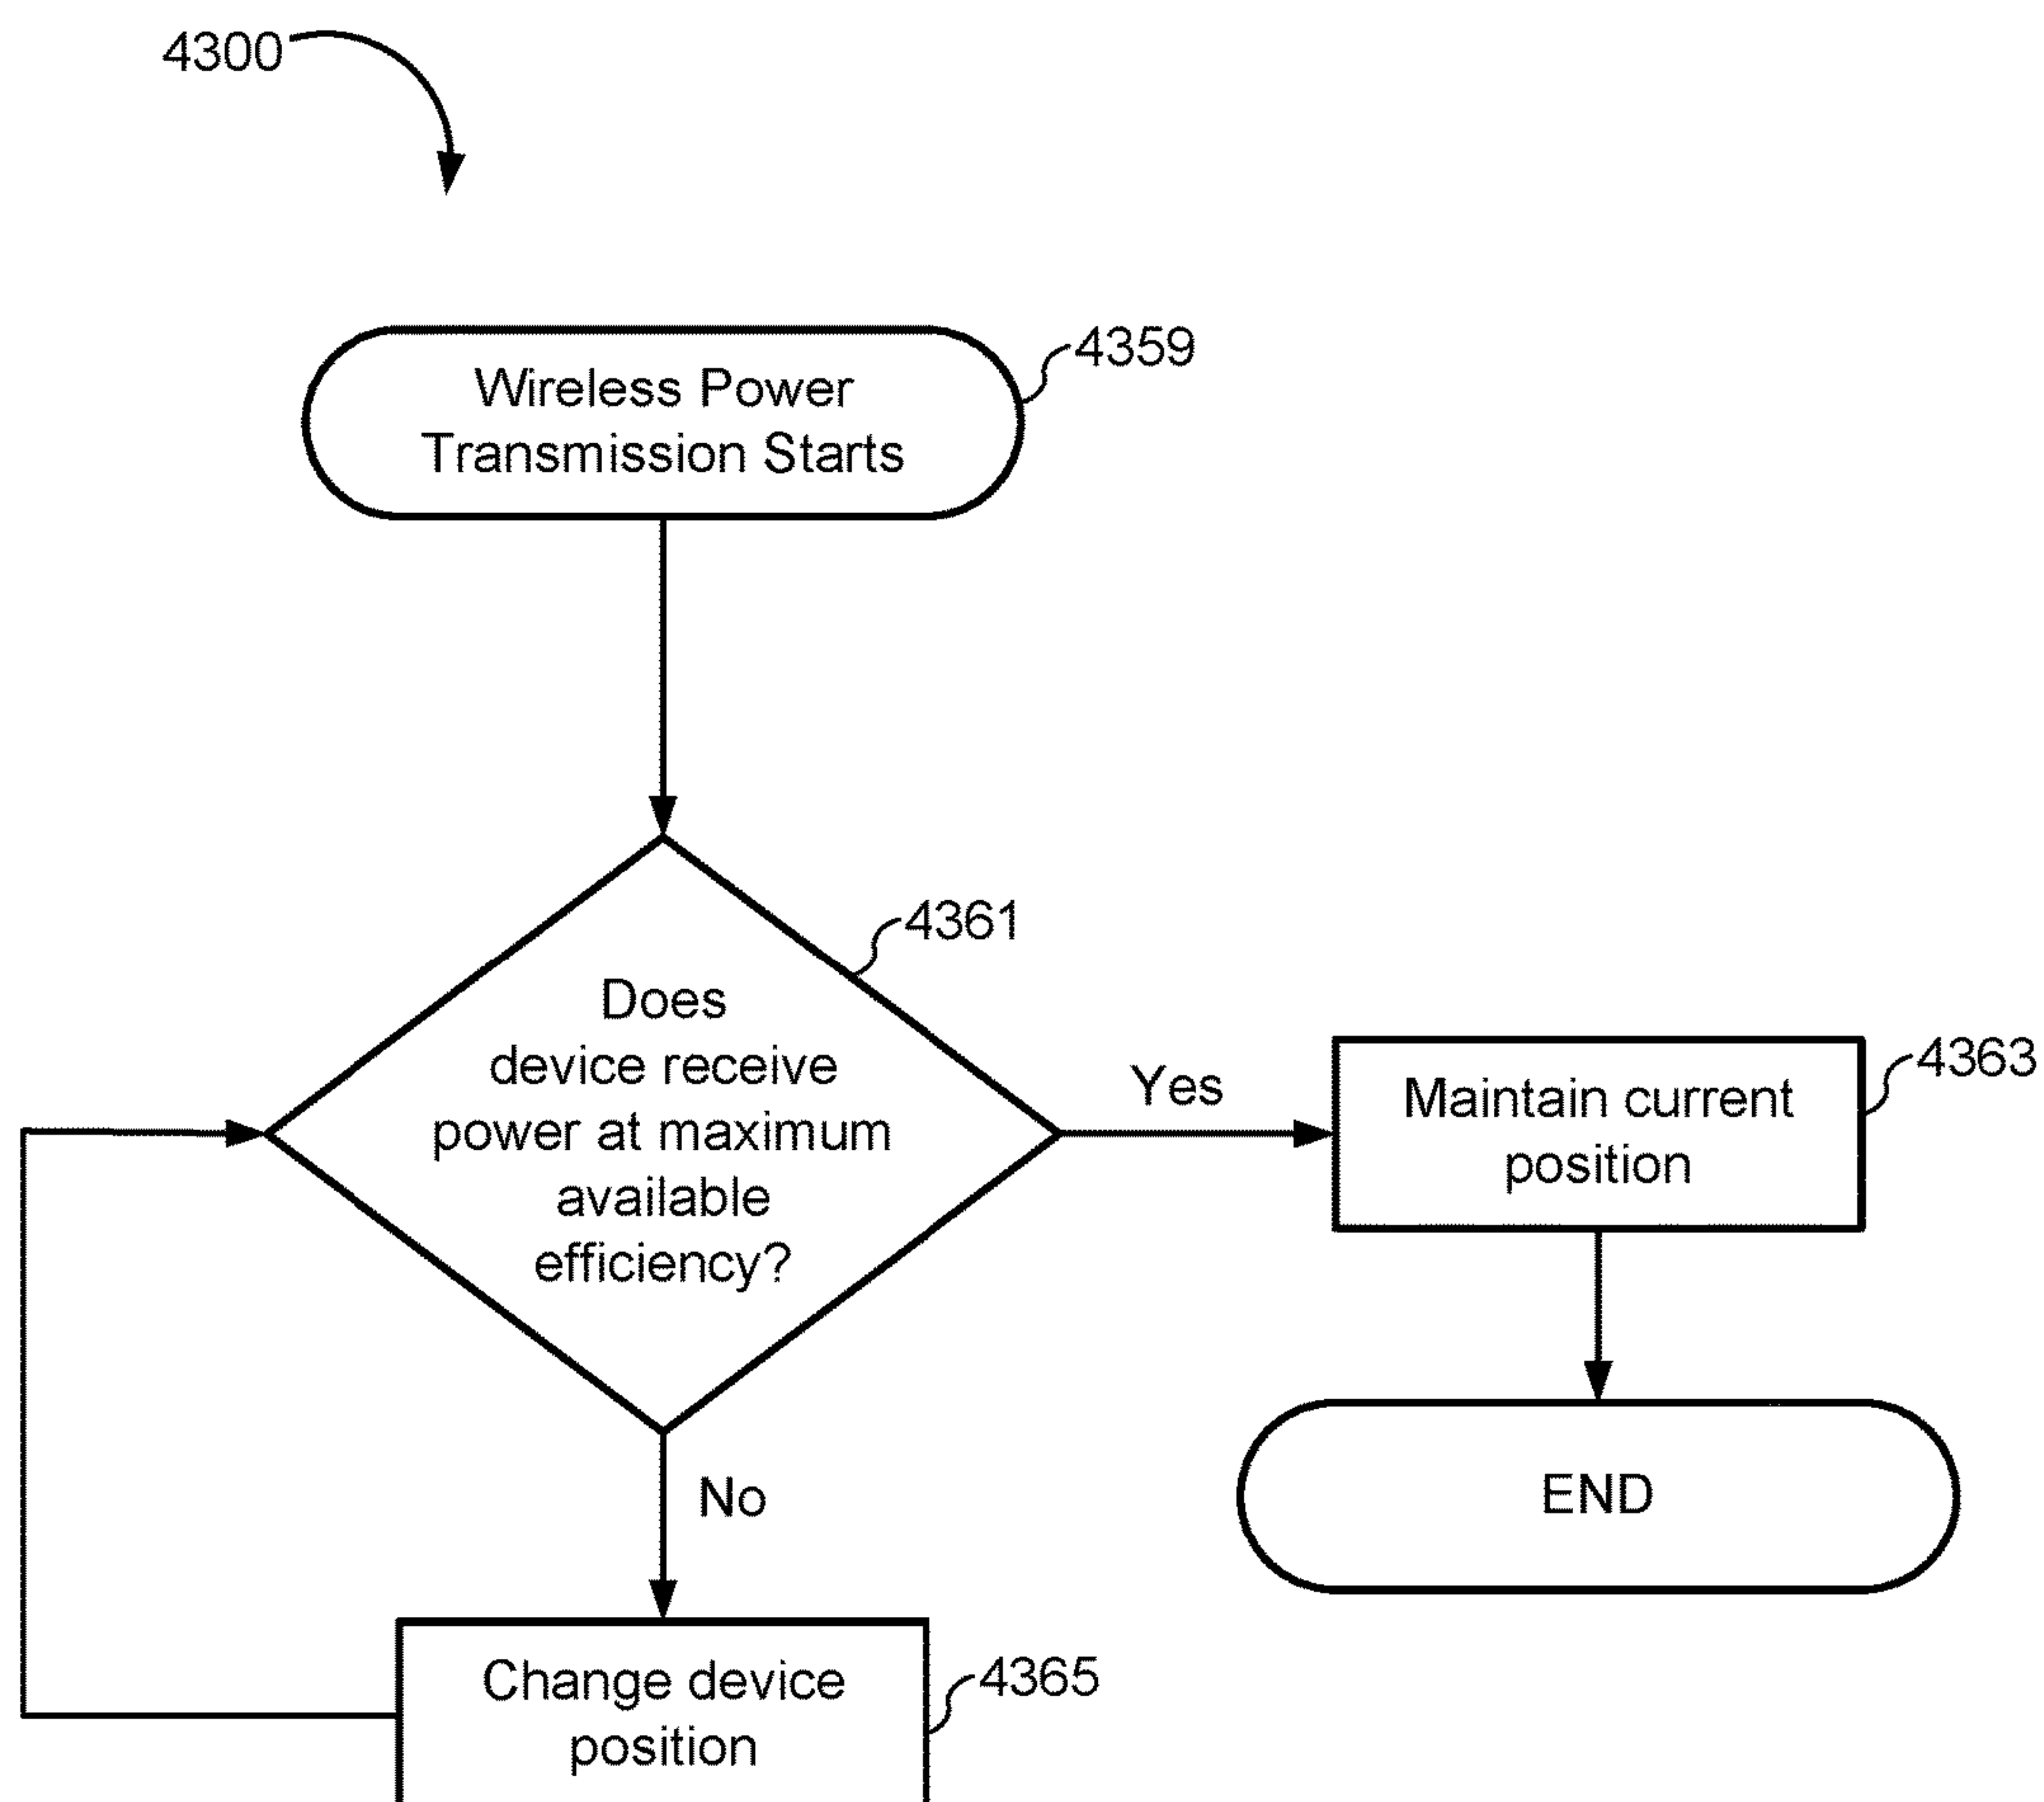 4300
Wireless Power
Transmission Starts
4359
4361
Does
device receive
power at maximum
available
efficiency?
Yes
Maintain current
position
4363
END
No
Change device
position
4365